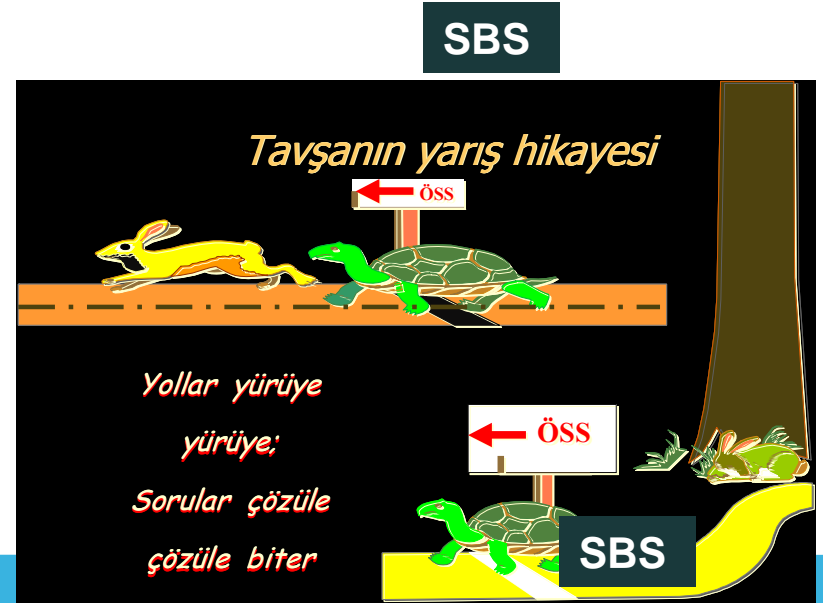 SBS
Tavşanın yarış hikayesi
ÖSS
Yollar yürüye
yürüye;
Sorular çözüle
çözüle biter
ÖSS
SBS